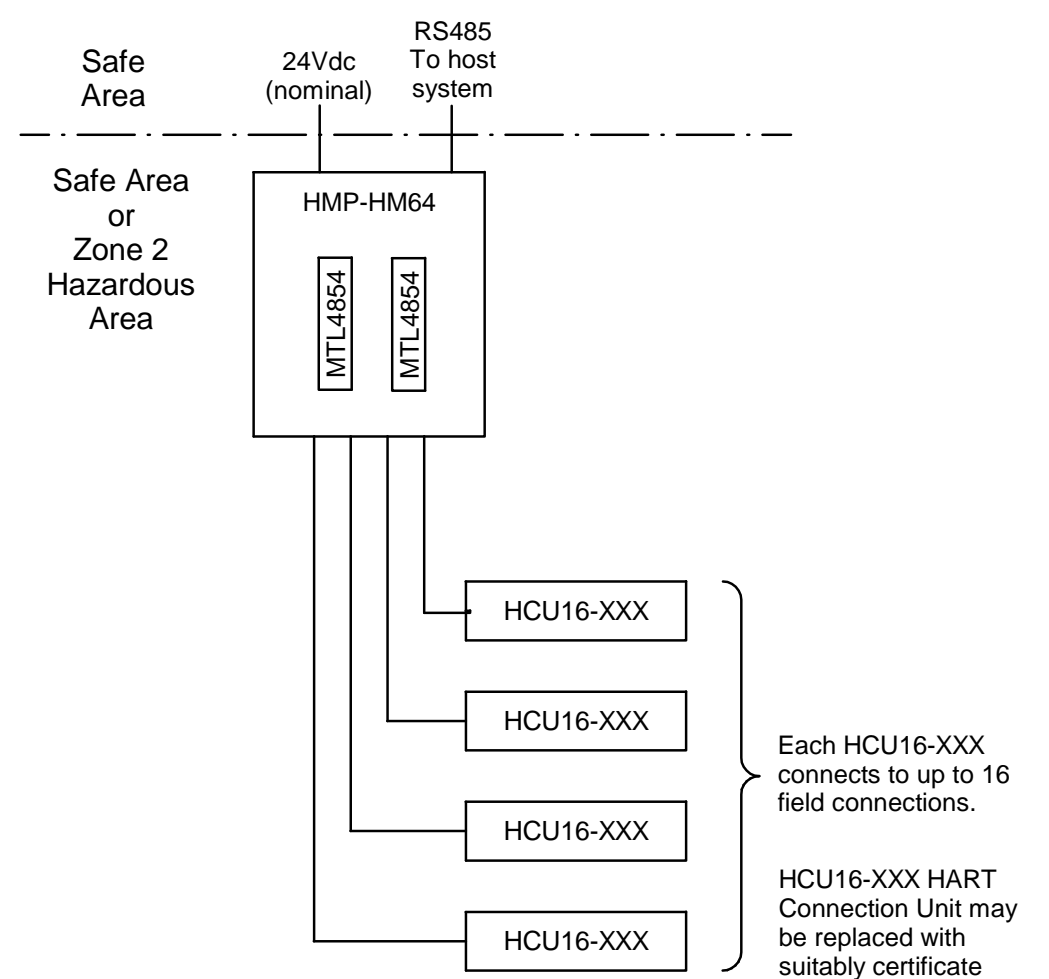 Safe
Area
24Vdc
(nominal)
RS485
To host
system
Safe Area
or
Zone 2
Hazardous
Area
HMP-HM64
MTL4854
MTL4854
HCU16-XXX
HCU16-XXX
HCU16-XXX
HCU16-XXX
Each HCU16-XXX
connects to up to 16
field connections.
HCU16-XXX HART
Connection Unit may
be replaced with
suitably certificate